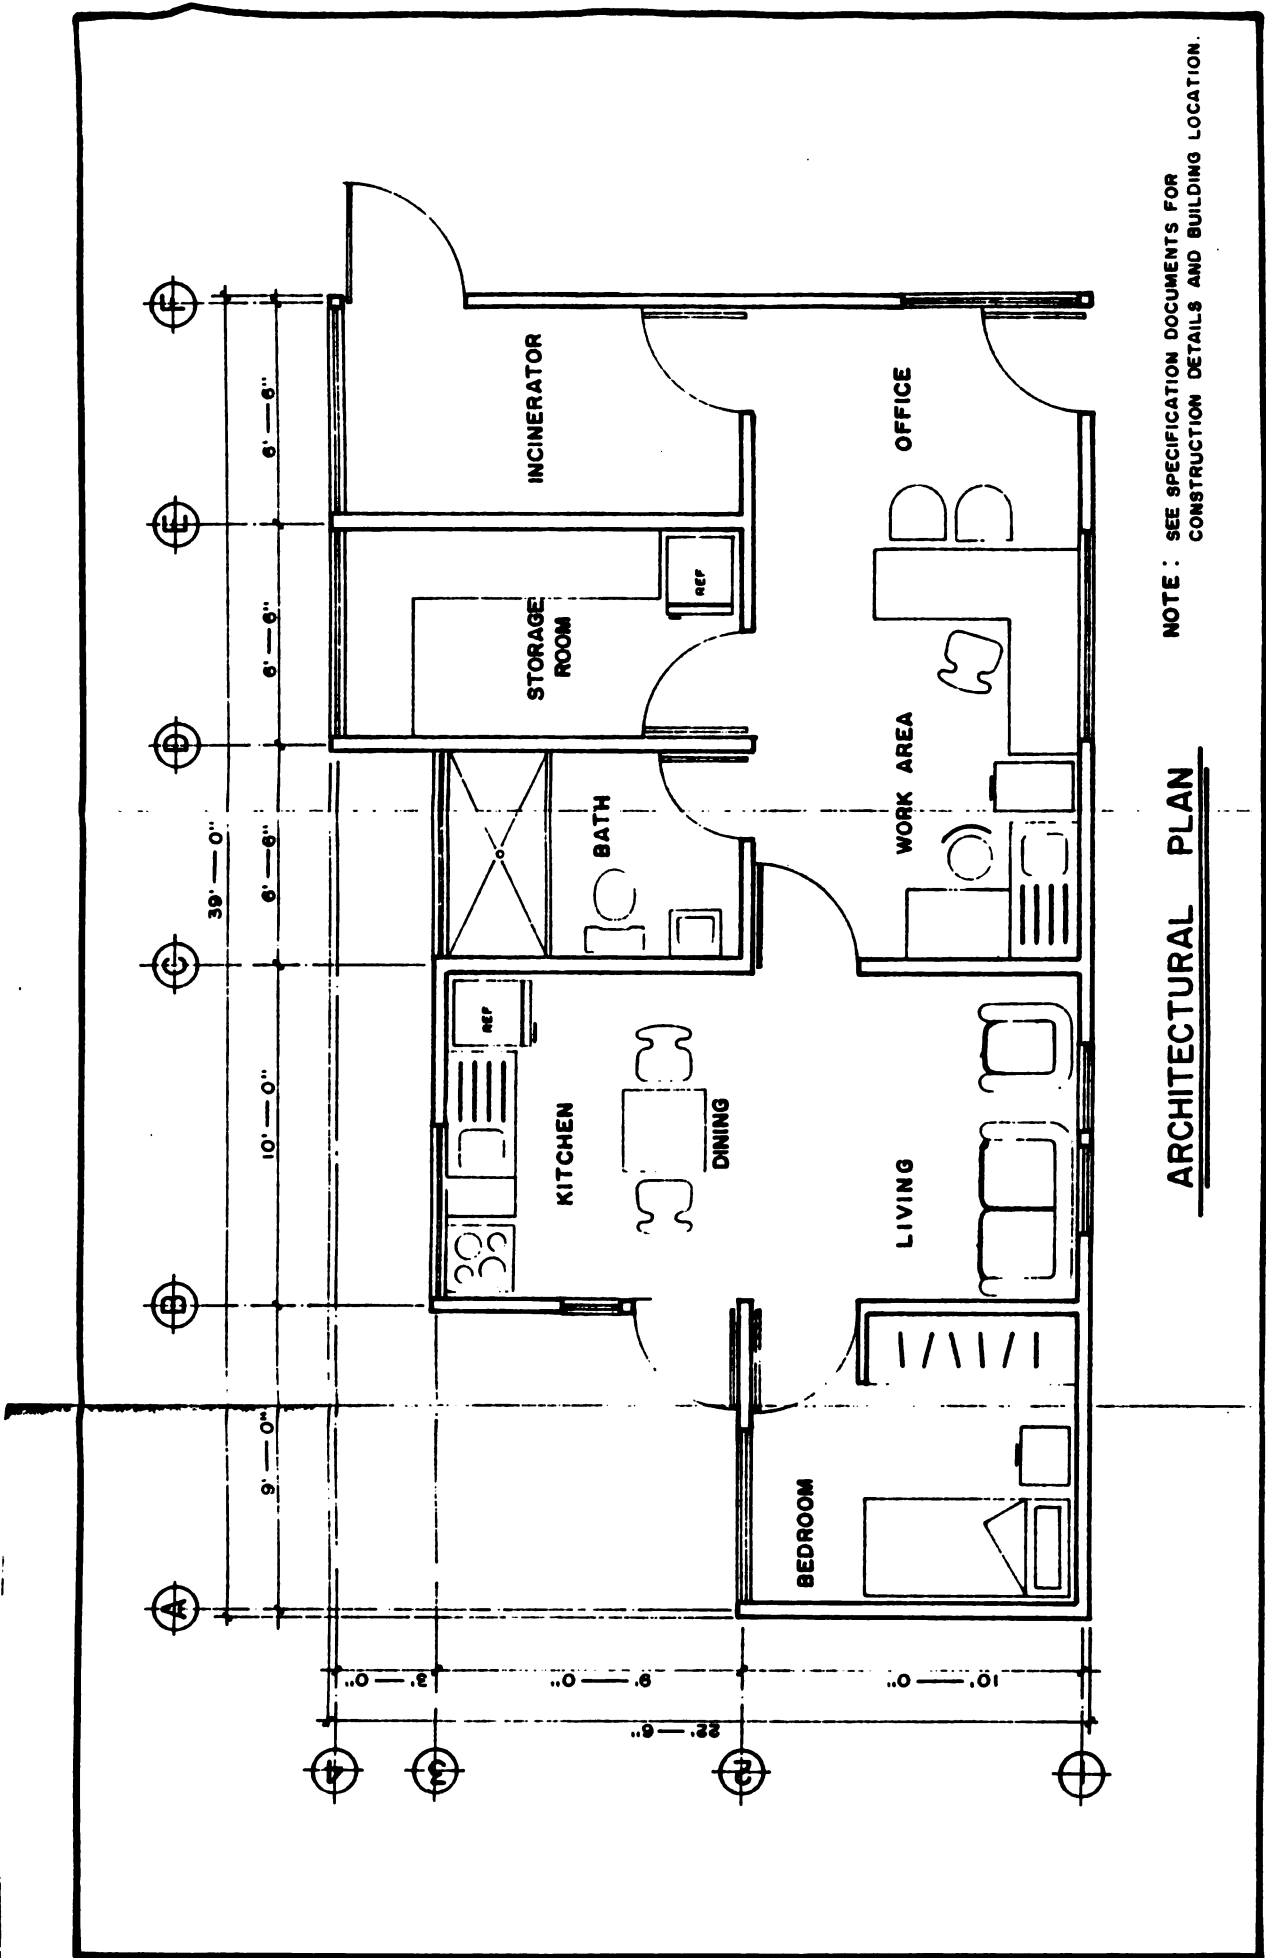 A B C D E F
39'—0"
9'—0" 10'—0" 6'—6" 6'—6" 6'—6"
4
3'—0"
3
9'—0"
22'—6"
2
10'—0"
1
REF
KITCHEN
BATH
STORAGE
ROOM
INCINERATOR
REF
DINING
BEDROOM
LIVING
WORK AREA
OFFICE
ARCHITECTURAL PLAN
NOTE: SEE SPECIFICATION DOCUMENTS FOR
CONSTRUCTION DETAILS AND BUILDING LOCATION.